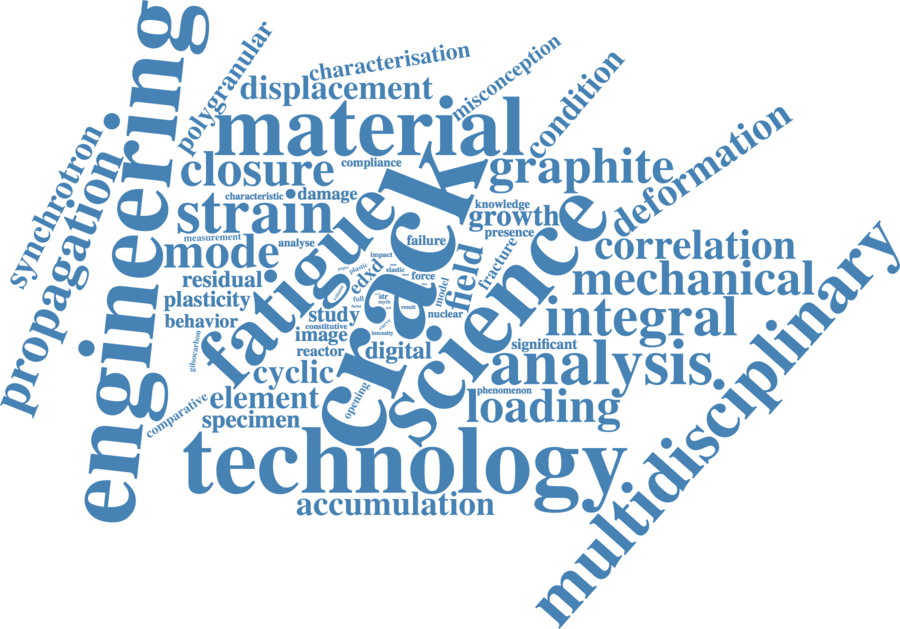 engineering
polygranular
characterisation
misconception
displacement
condition
material
synchrotron
propagation
closure
compliance
graphite
deformation
crack
characteristic
damage
knowledge
strain
fatigue
growth
science
presence
measurement
analyse
failure
mode
correlation
impact
fracture
field
plastic
edxd
elastic
force
residual
mechanical
model
plasticity
full
str
myth
result
nuclear
study
integral
behavior
constitutive
curve
image
intensity
gilsocarbon
reactor
digital
significant
analysis
multidisciplinary
cyclic
opening
phenomenon
element
loading
comparative
specimen
technology
accumulation